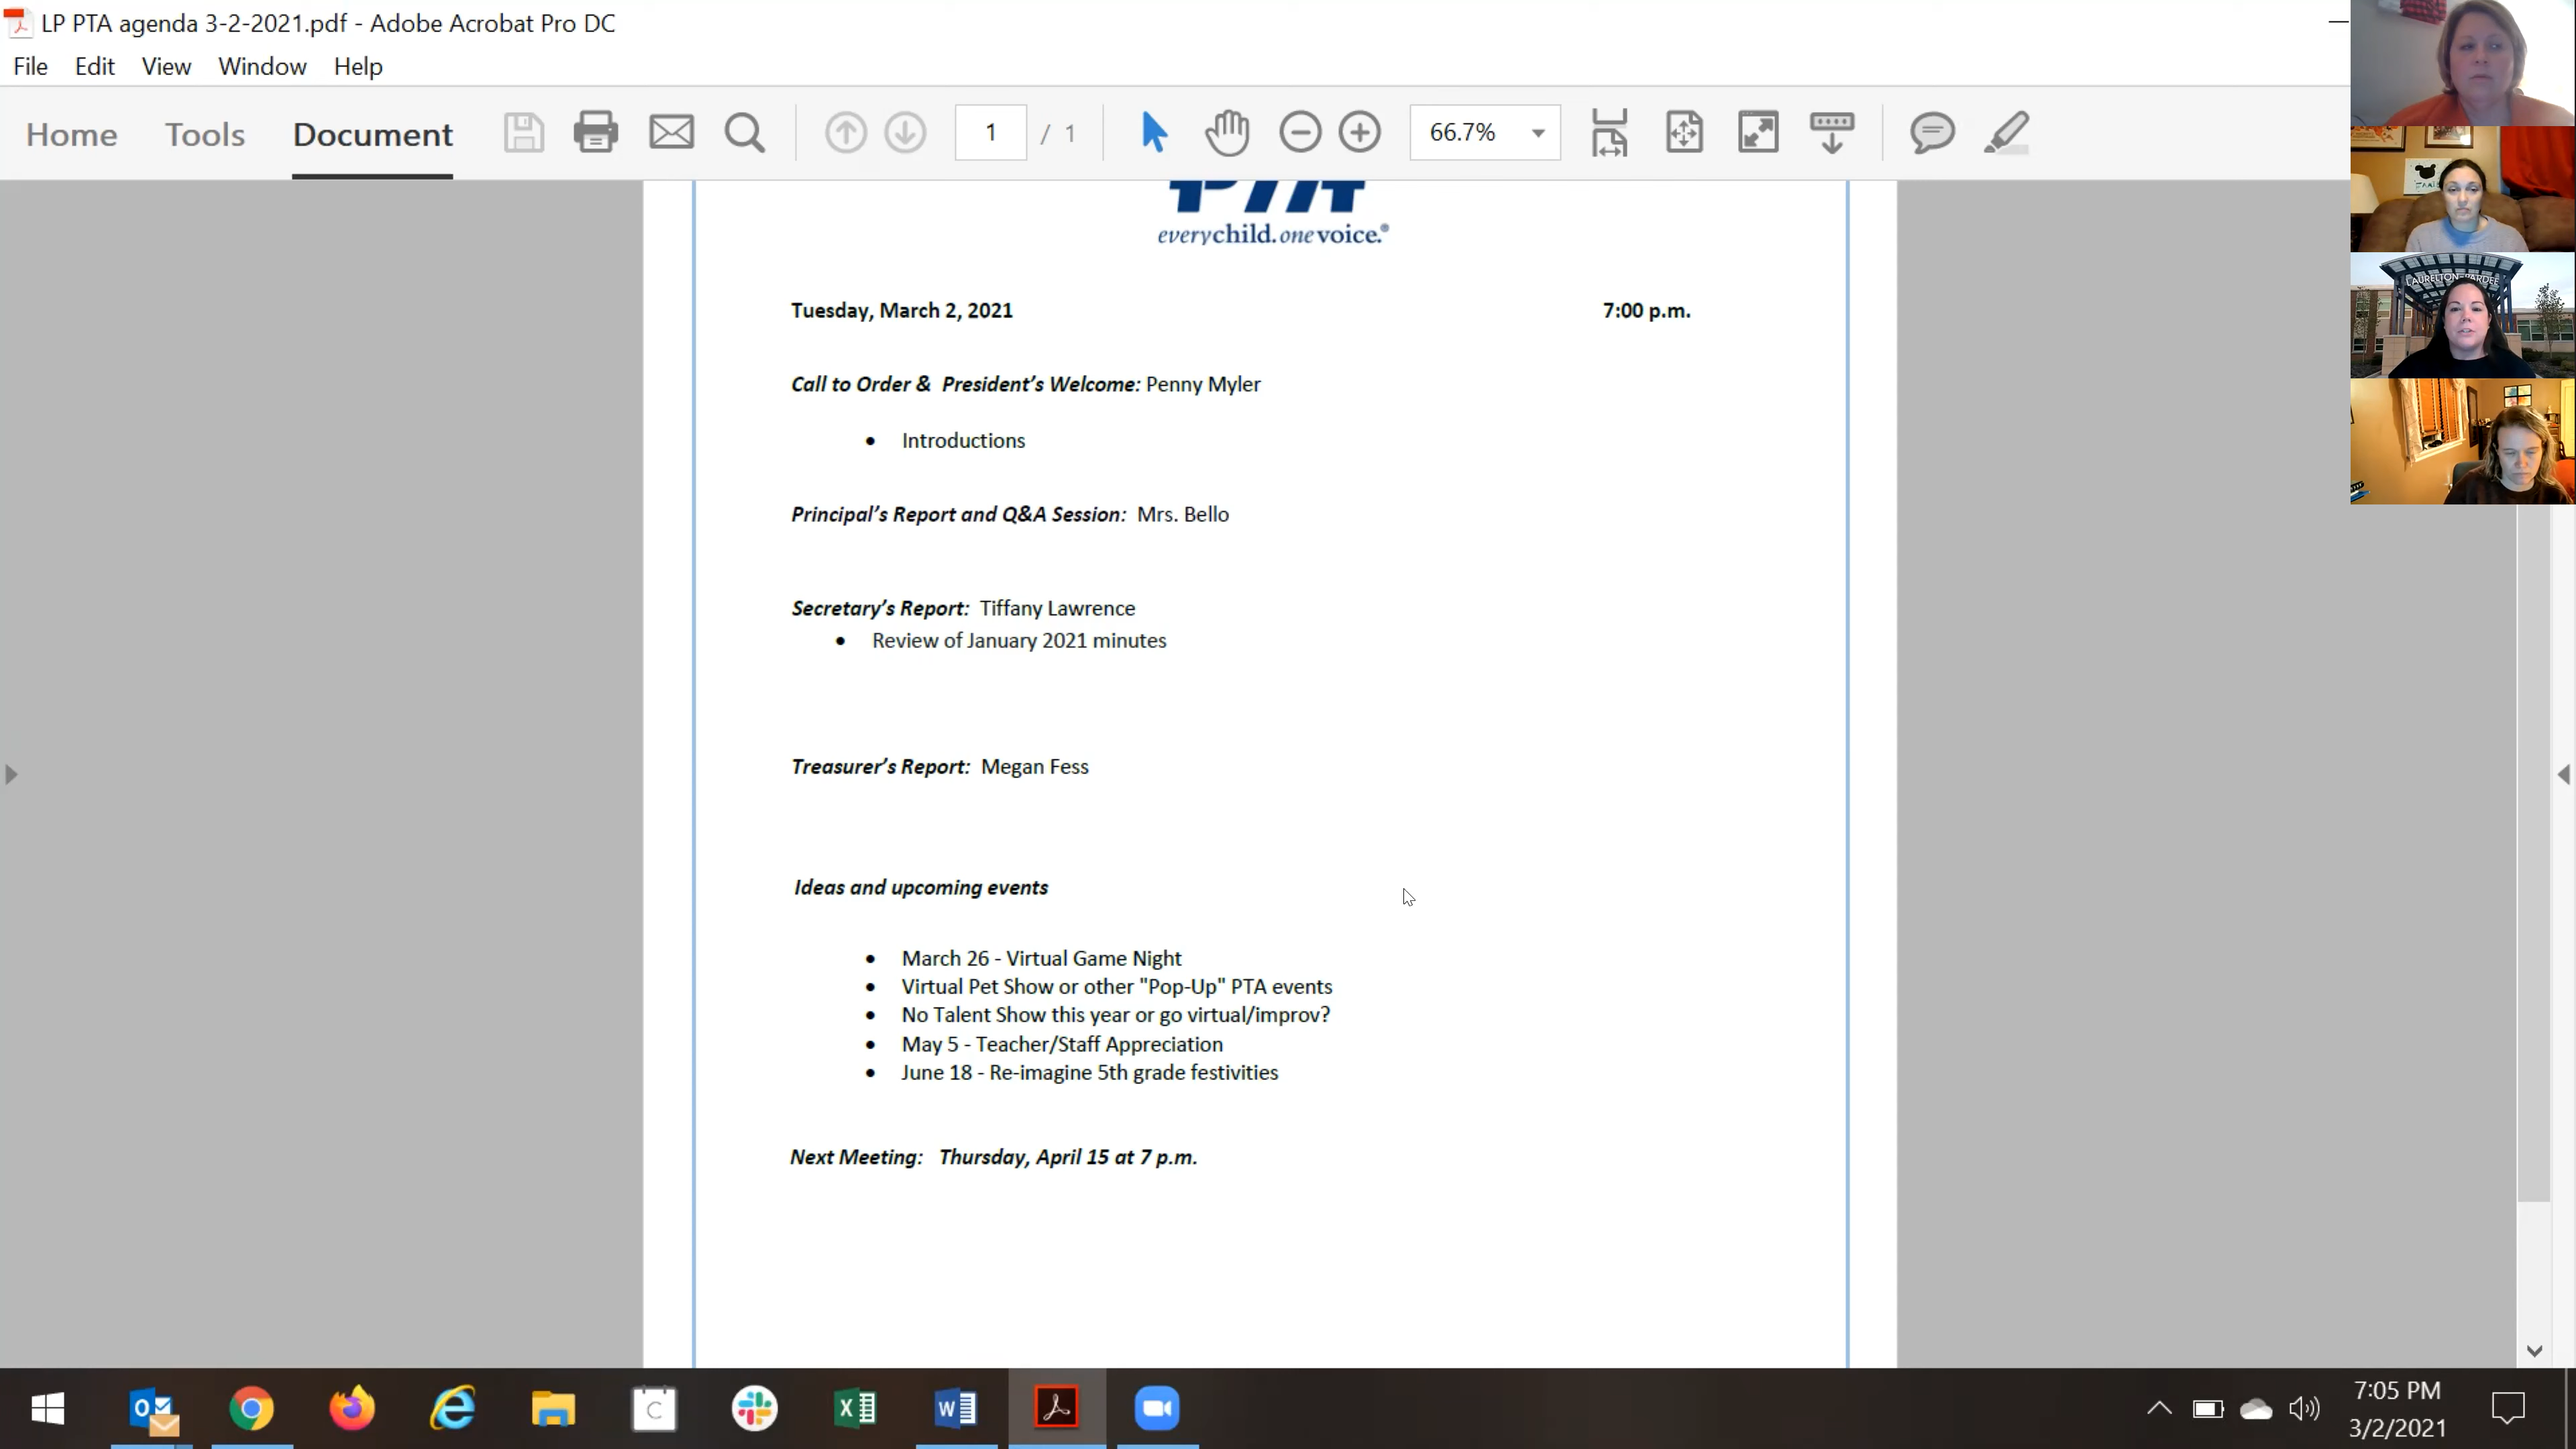 LP PTA agenda 3-2-2021.pdf - Adobe Acrobat Pro DC
File Edit View Window Help
Home Tools Document 1 / 1 66.7%
PTA
everychild.onevoice.®
Tuesday, March 2, 2021 7:00 p.m.
Call to Order & President's Welcome: Penny Myler
• Introductions
Principal's Report and Q&A Session: Mrs. Bello
Secretary's Report: Tiffany Lawrence
• Review of January 2021 minutes
Treasurer's Report: Megan Fess
Ideas and upcoming events
• March 26 - Virtual Game Night
• Virtual Pet Show or other "Pop-Up" PTA events
• No Talent Show this year or go virtual/improv?
• May 5 - Teacher/Staff Appreciation
• June 18 - Re-imagine 5th grade festivities
Next Meeting: Thursday, April 15 at 7 p.m.
7:05 PM
3/2/2021